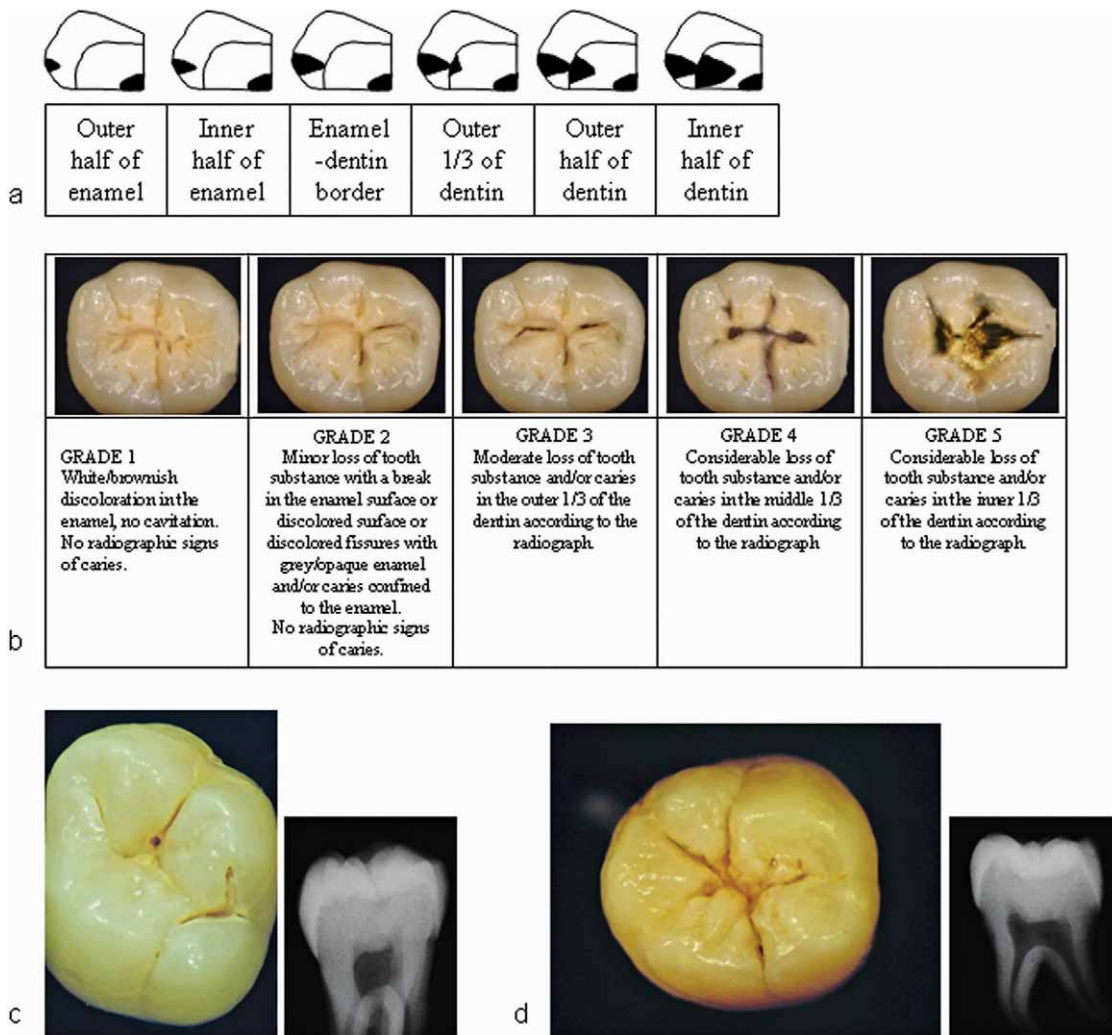 Outer
half of
enamel
Inner
half of
enamel
Enamel
-dentin
border
Outer
1/3 of
dentin
Outer
half of
dentin
Inner
half of
dentin
a
GRADE 1
White/brownish
discoloration in the
enamel, no cavitation.
No radiographic signs
of caries.
GRADE 2
Minor loss of tooth
substance with a break
in the enamel surface or
discolored surface or
discolored fissures with
grey/opaque enamel
and/or caries confined
to the enamel.
No radiographic signs
of caries.
GRADE 3
Moderate loss of tooth
substance and/or caries
in the outer 1/3 of the
dentin according to the
radiograph.
GRADE 4
Considerable loss of
tooth substance and/or
caries in the middle 1/3
of the dentin according
to the radiograph
GRADE 5
Considerable loss of
tooth substance and/or
caries in the inner 1/3
of the dentin according
to the radiograph.
b
c
d